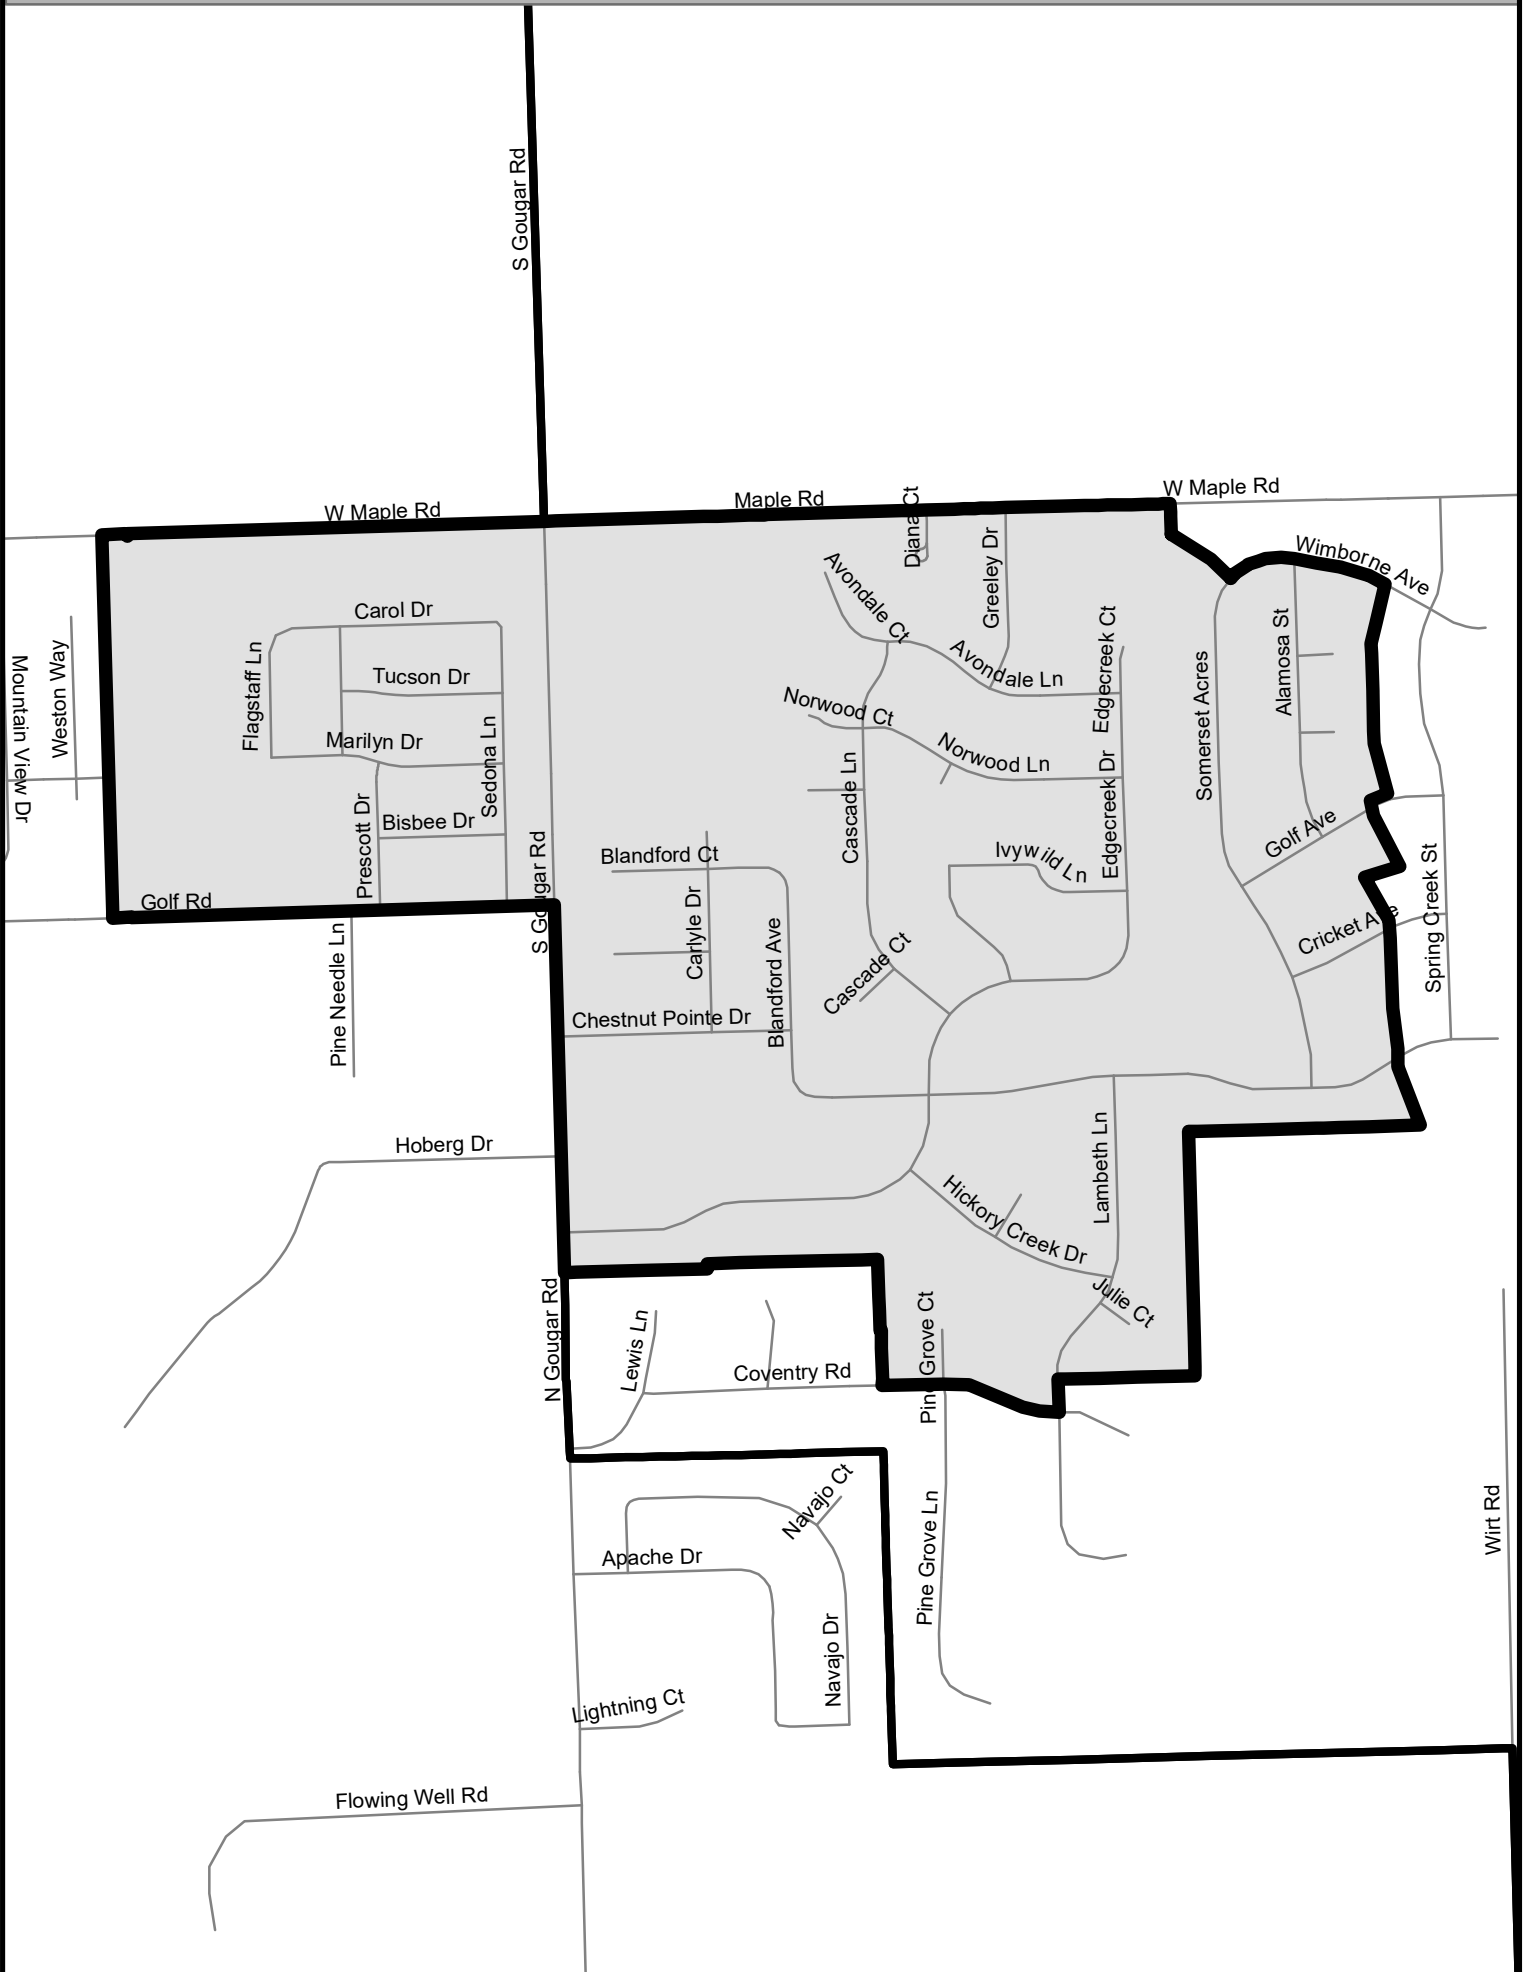 S Gougar Rd
W Maple Rd
Maple Rd
W Maple Rd
Diana Ct
Wimborne Ave
Greeley Dr
Avondale Ct
Carol Dr
Avondale Ln
Edgecreek Ct
Alamosa St
Flagstaff Ln
Weston Way
Mountain View Dr
Tucson Dr
Somerset Acres
Norwood Ct
Marilyn Dr
Sedona Ln
Norwood Ln
Cascade Ln
Edgecreek Dr
Prescott Dr
Bisbee Dr
Golf Ave
S Gougar Rd
Blandford Ct
Ivywild Ln
Golf Rd
Carlyle Dr
Spring Creek St
Cricket Ave
Pine Needle Ln
Blandford Ave
Cascade Ct
Chestnut Pointe Dr
Hoberg Dr
Lambeth Ln
Hickory Creek Dr
Julie Ct
N Gougar Rd
Lewis Ln
Pine Grove Ct
Coventry Rd
Navajo Ct
Pine Grove Ln
Wirt Rd
Apache Dr
Navajo Dr
Lightning Ct
Flowing Well Rd